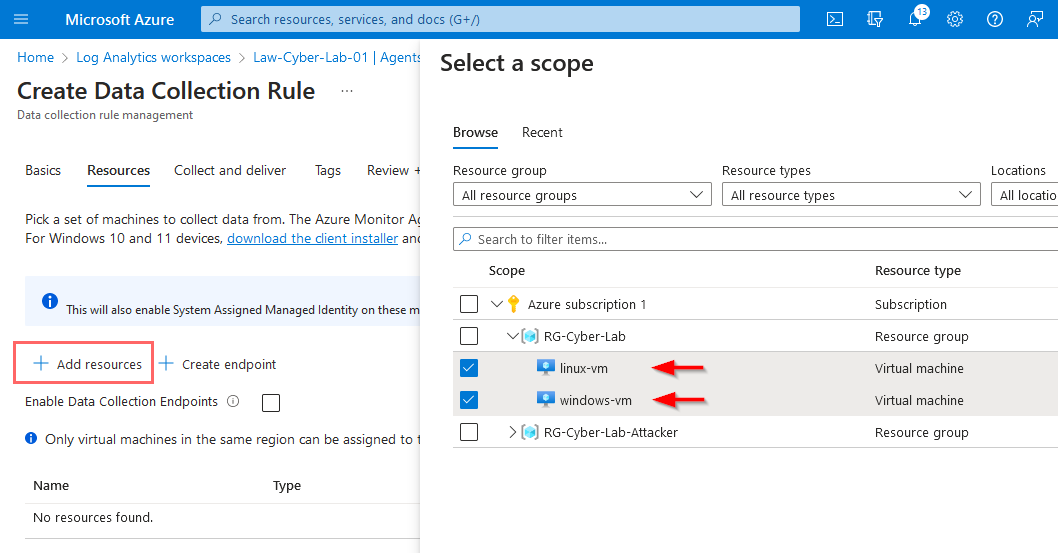 Microsoft Azure
Search resources, services, and docs (G+/)
13
Home > Log Analytics workspaces > Law-Cyber-Lab-01 | Agents
Create Data Collection Rule ...
Data collection rule management
Basics Resources Collect and deliver Tags Review +
Pick a set of machines to collect data from. The Azure Monitor
For Windows 10 and 11 devices, download the client installer and
This will also enable System Assigned Managed Identity on these
+ Add resources + Create endpoint
Enable Data Collection Endpoints
Only virtual machines in the same region can be assigned to
Name Type
No resources found.
Select a scope
Browse Recent
Resource group Resource types Locations
All resource groups All resource types All
Search to filter items...
Scope Resource type
Azure subscription 1 Subscription
RG-Cyber-Lab Resource group
linux-vm Virtual machine
windows-vm Virtual machine
RG-Cyber-Lab-Attacker Resource group